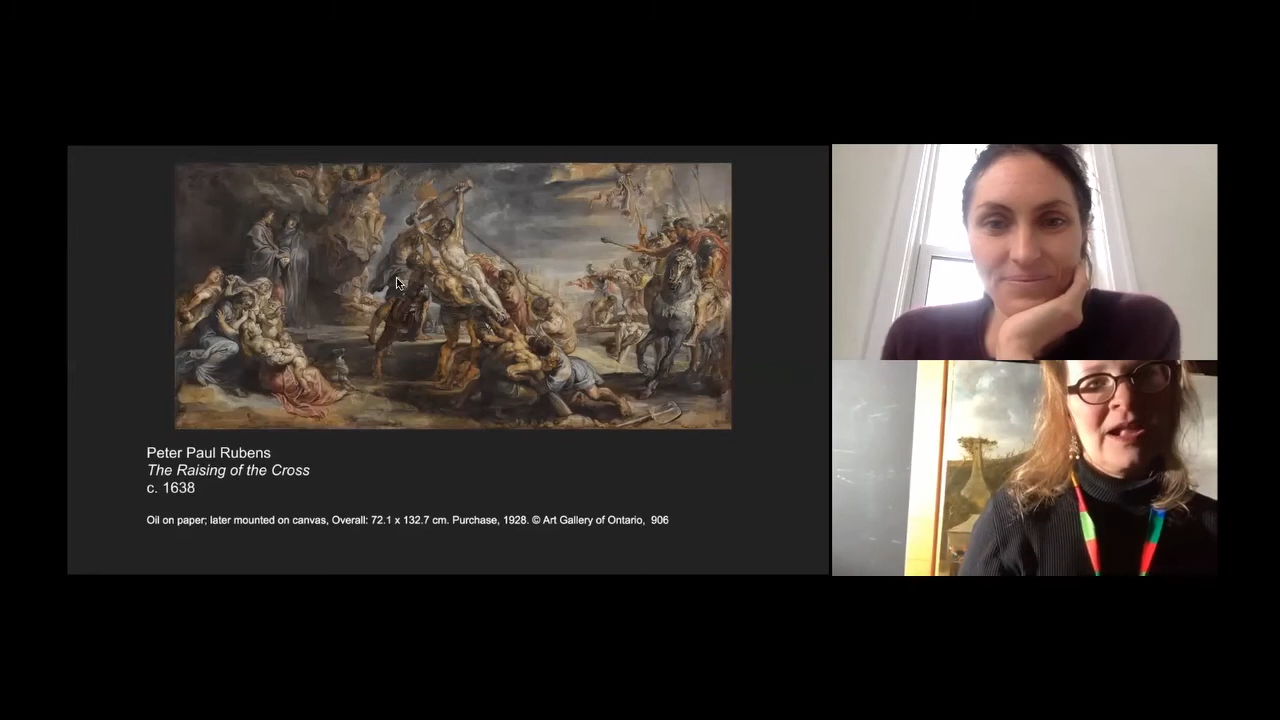 Peter Paul Rubens
The Raising of the Cross
c. 1638
Oil on paper; later mounted on canvas, Overall: 72.1 x 132.7 cm. Purchase, 1928. © Art Gallery of Ontario, 906